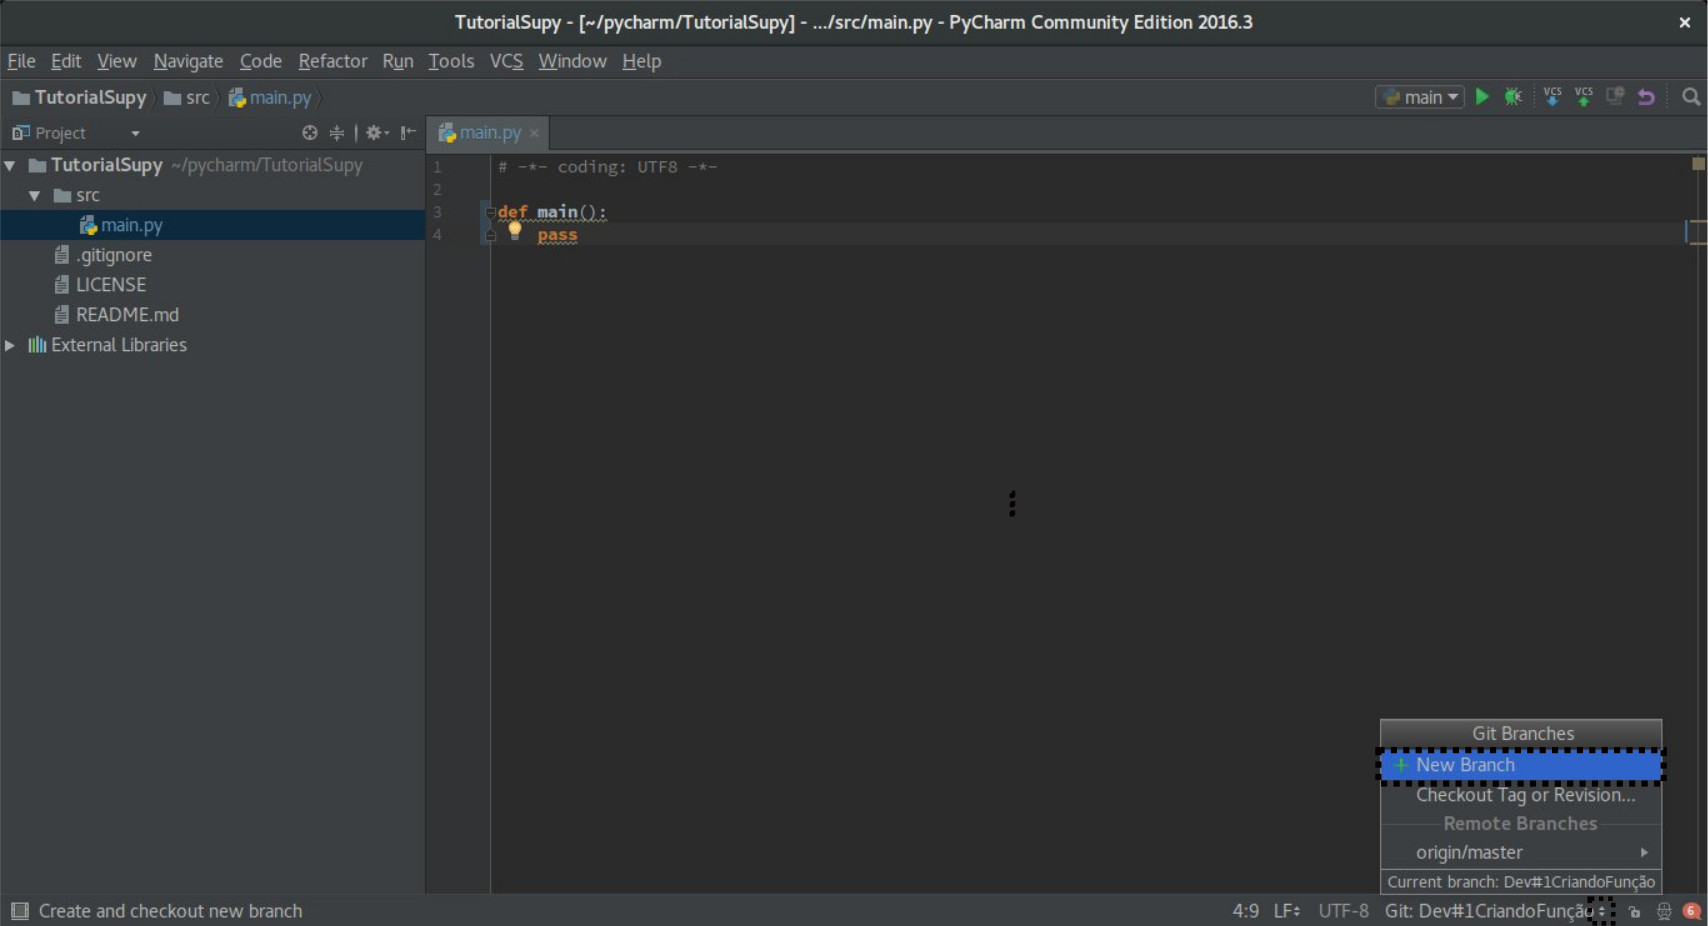 TutorialSupy - [~/pycharm/TutorialSupy] - .../src/main.py - PyCharm Community Edition 2016.3
File Edit View Navigate Code Refactor Run Tools VCS Window Help
TutorialSupy src main.py main VCS VCS
Project main.py
TutorialSupy ~/pycharm/TutorialSupy
src
main.py
.gitignore
LICENSE
README.md
External Libraries
1 # -*- coding: UTF8 -*-
2
3 def main():
4 pass
Git Branches
New Branch
Checkout Tag or Revision...
Remote Branches
origin/master
Current branch: Dev#1CriandoFunção
Create and checkout new branch 4:9 LF UTF-8 Git: Dev#1CriandoFunção 6